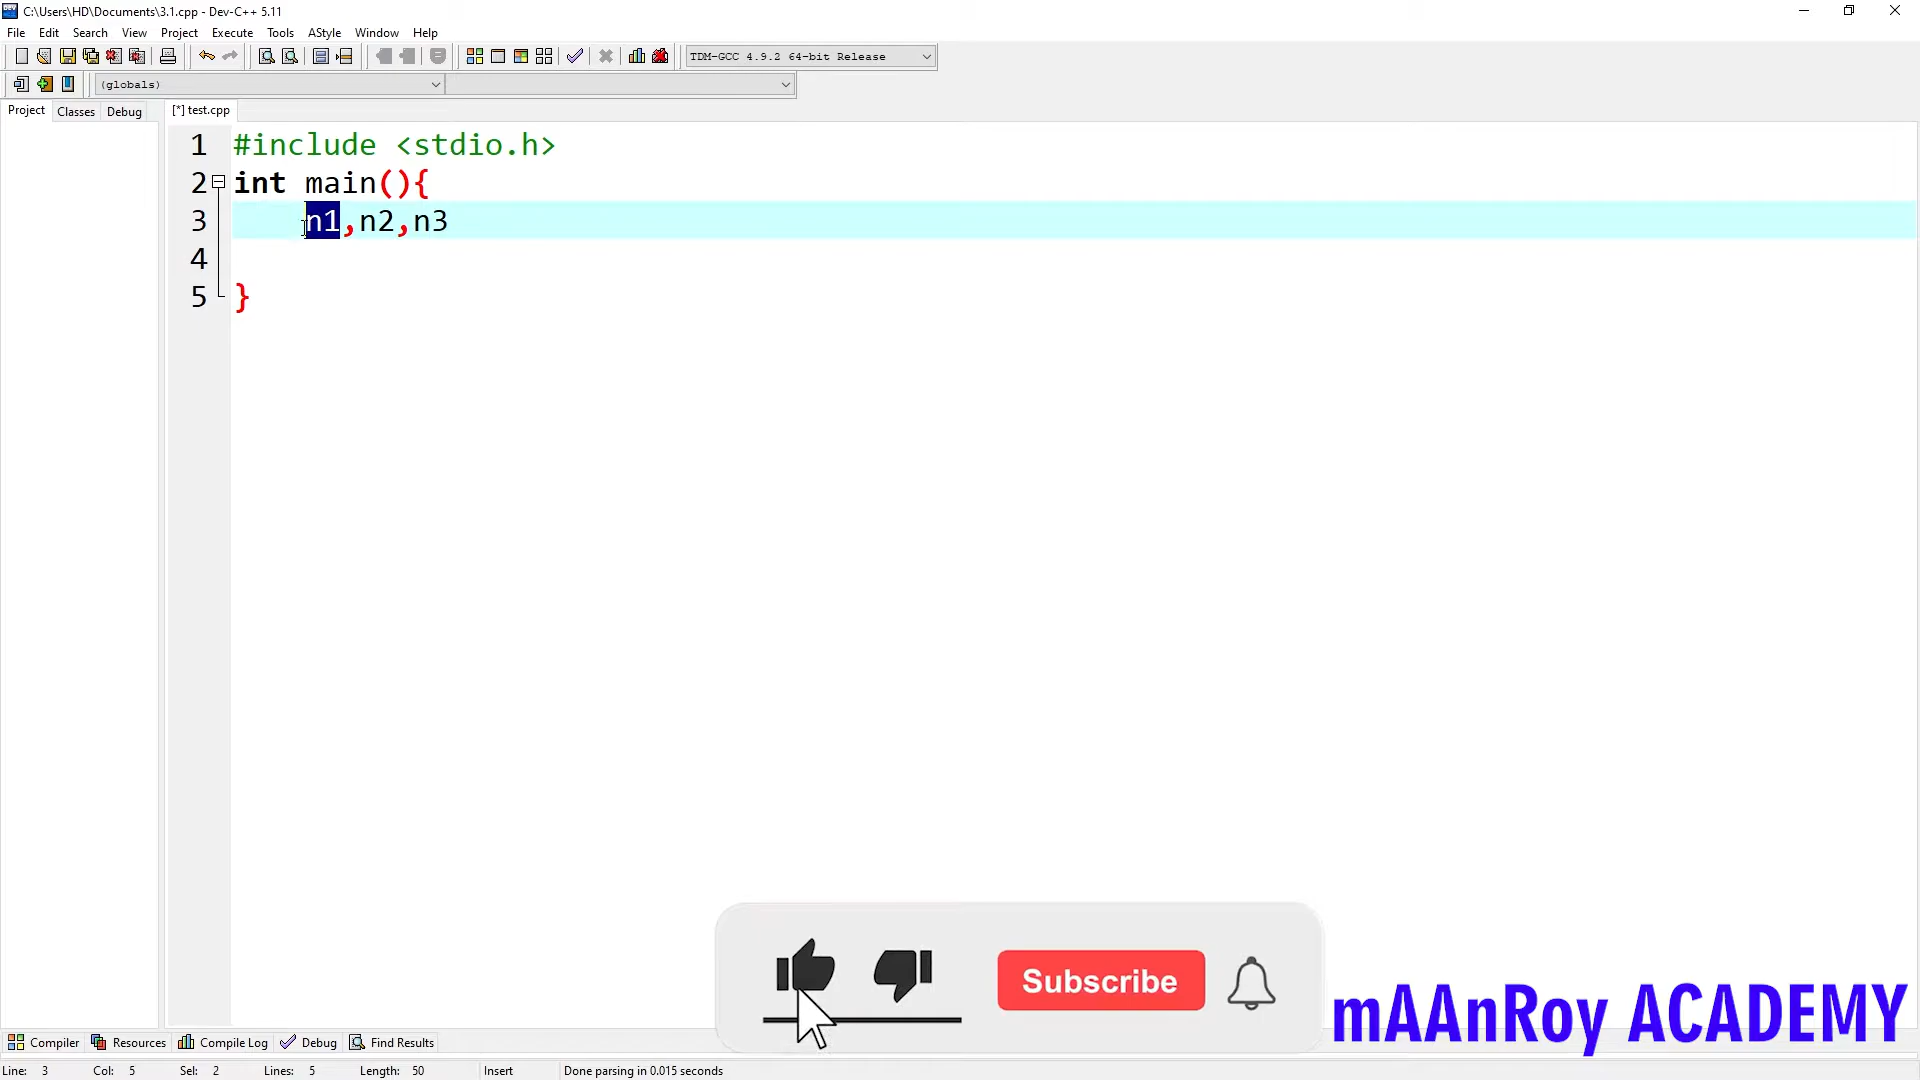 C:\Users\HD\Documents\3.1.cpp - Dev-C++ 5.11
File Edit Search View Project Execute Tools AStyle Window Help
TDM-GCC 4.9.2 64-bit Release
(globals)
Project Classes Debug [*] test.cpp
1 #include <stdio.h>
2 int main(){
3 n1,n2,n3
4
5 }
Subscribe
mAAnRoy ACADEMY
Compiler Resources Compile Log Debug Find Results
Line: 3 Col: 5 Sel: 2 Lines: 5 Length: 50 Insert Done parsing in 0.015 seconds